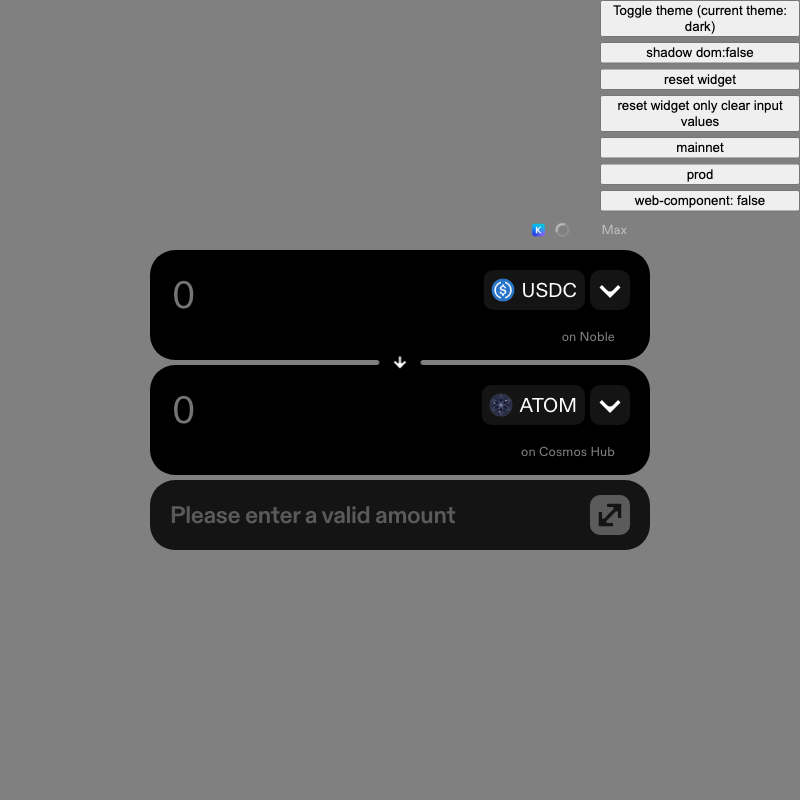 Toggle theme (current theme:
dark)
shadow dom:false
reset widget
reset widget only clear input
values
mainnet
prod
web-component: false
K
Max
0
USDC
on Noble
0
ATOM
on Cosmos Hub
Please enter a valid amount